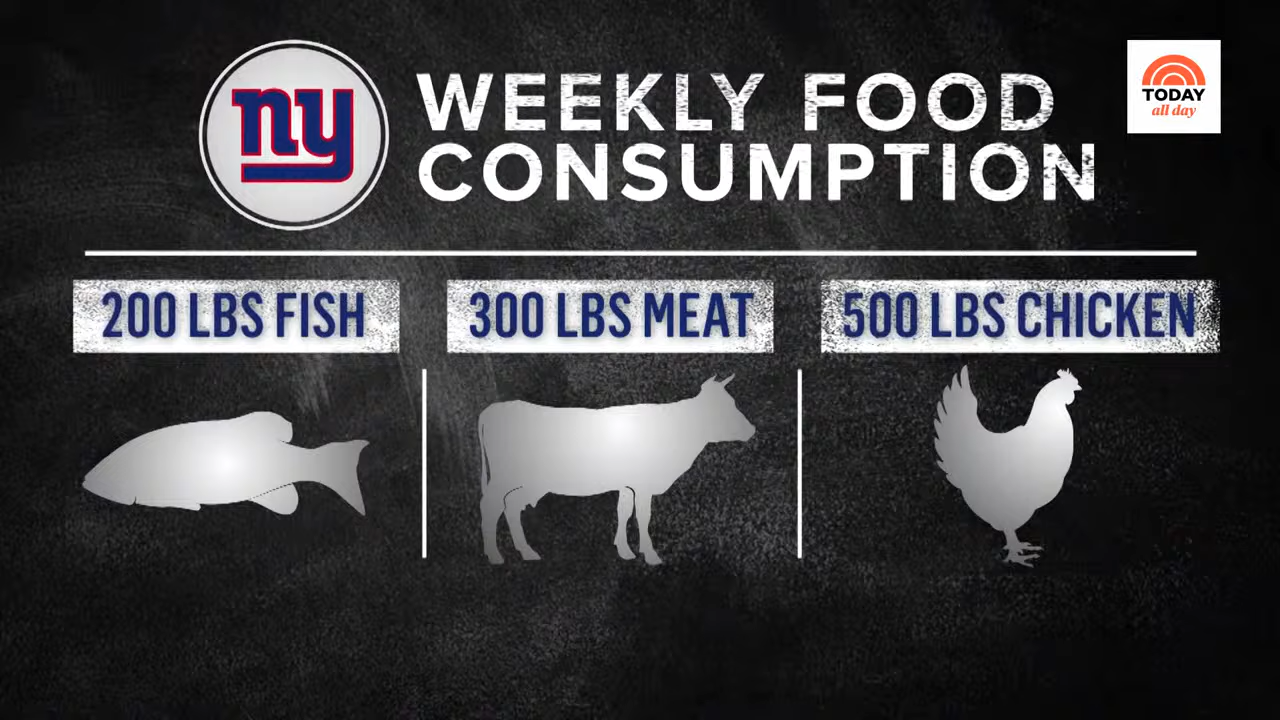 ny
WEEKLY FOOD
CONSUMPTION
TODAY
all day
200 LBS FISH
300 LBS MEAT
500 LBS CHICKEN